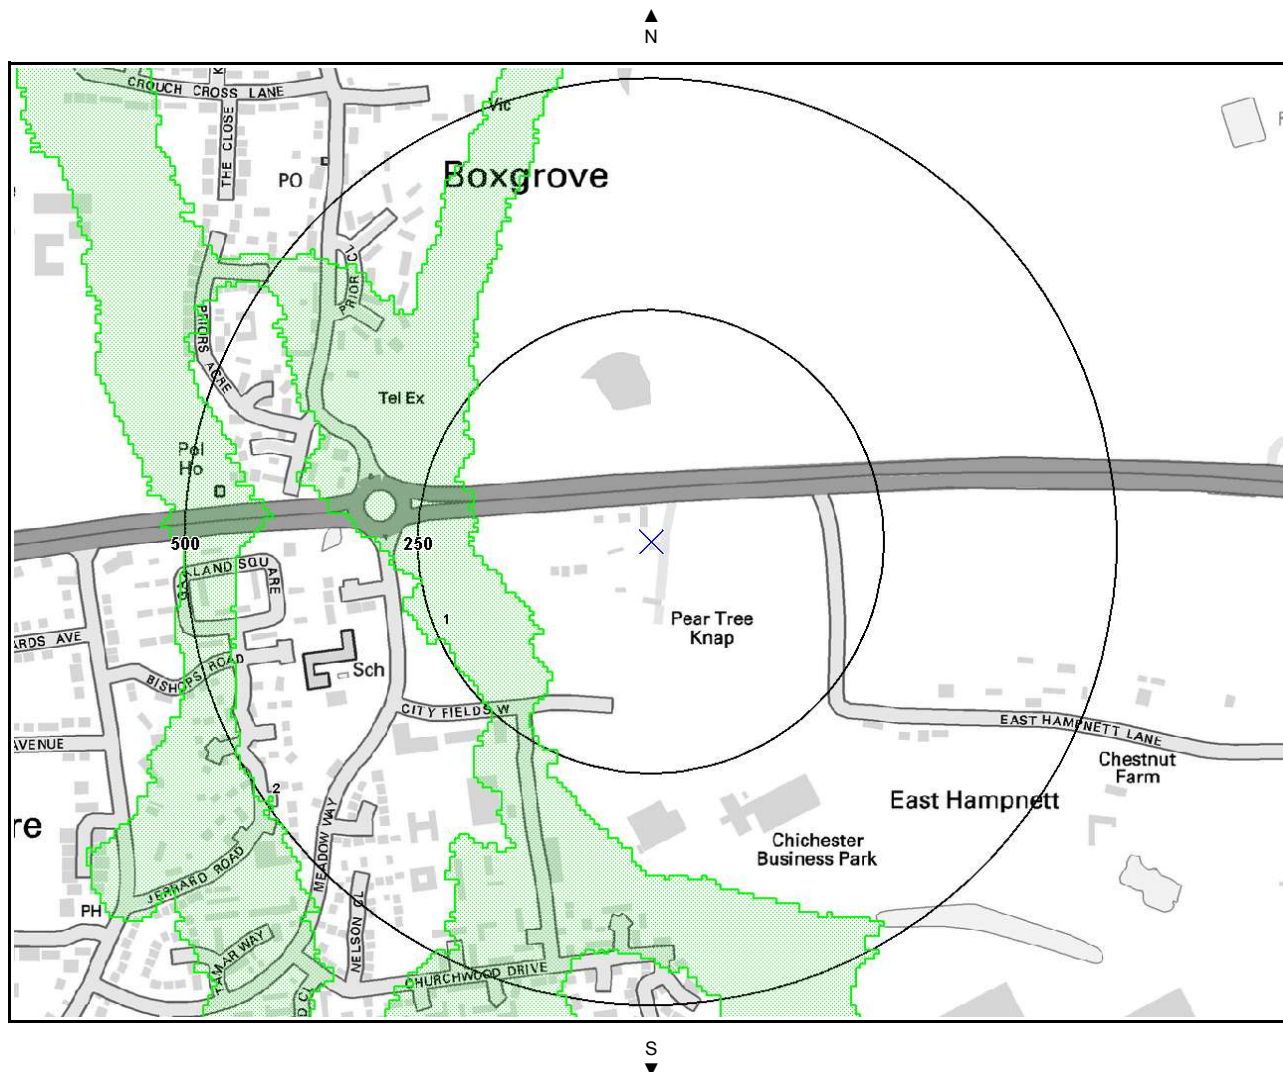 N
CROUCH CROSS LANE
THE CLOSE
Vic
PO
Boxgrove
PRIOR CL
PRIORS ACRE
Tel Ex
Pol
Ho
500
250
LAND SQUARE
1
Pear Tree
Knap
ARDS AVE
BISHOPS ROAD
Sch
CITY FIELDS W
EAST HAMPNETT LANE
AVENUE
Chestnut
Farm
2
East Hampnett
re
MEADOW WAY
Chichester
Business Park
JERRARD ROAD
PH
NELSON CL
TAMAR WAY
CHURCHWOOD DRIVE
D CL
S